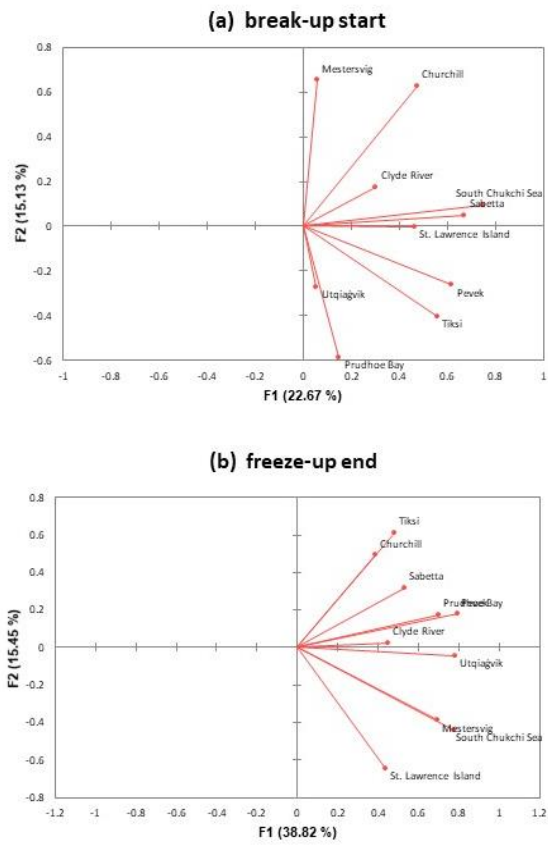 (a) break-up start
0.8
Mestersvig
Churchill
0.6
0.4
Clyde River
0.2
South Chukchi Sea
Sabetta
F2 (15.13 %)
0
St. Lawrence Island
-0.2
Utqiaġvik
Pevek
-0.4
Tiksi
-0.6
Prudhoe Bay
-1 -0.8 -0.6 -0.4 -0.2 0 0.2 0.4 0.6 0.8 1
F1 (22.67 %)
(b) freeze-up end
0.8
Tiksi
0.6
Churchill
0.4
Sabetta
0.2
Prudhoe Bay
Pevek
Clyde River
F2 (15.45 %)
0
Utqiaġvik
-0.2
-0.4
Mestersvig
South Chukchi Sea
-0.6
St. Lawrence Island
-0.8
-1.2 -1 -0.8 -0.6 -0.4 -0.2 0 0.2 0.4 0.6 0.8 1 1.2
F1 (38.82 %)